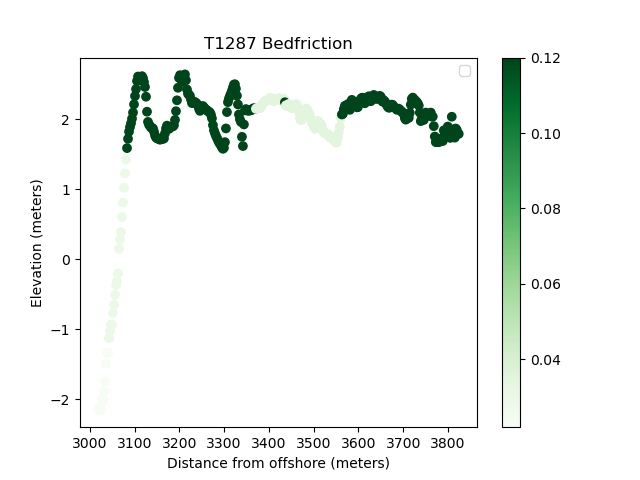 T1287 Bedfriction
2
1
0
−1
−2
Elevation (meters)
3000 3100 3200 3300 3400 3500 3600 3700 3800
Distance from offshore (meters)
0.12
0.10
0.08
0.06
0.04